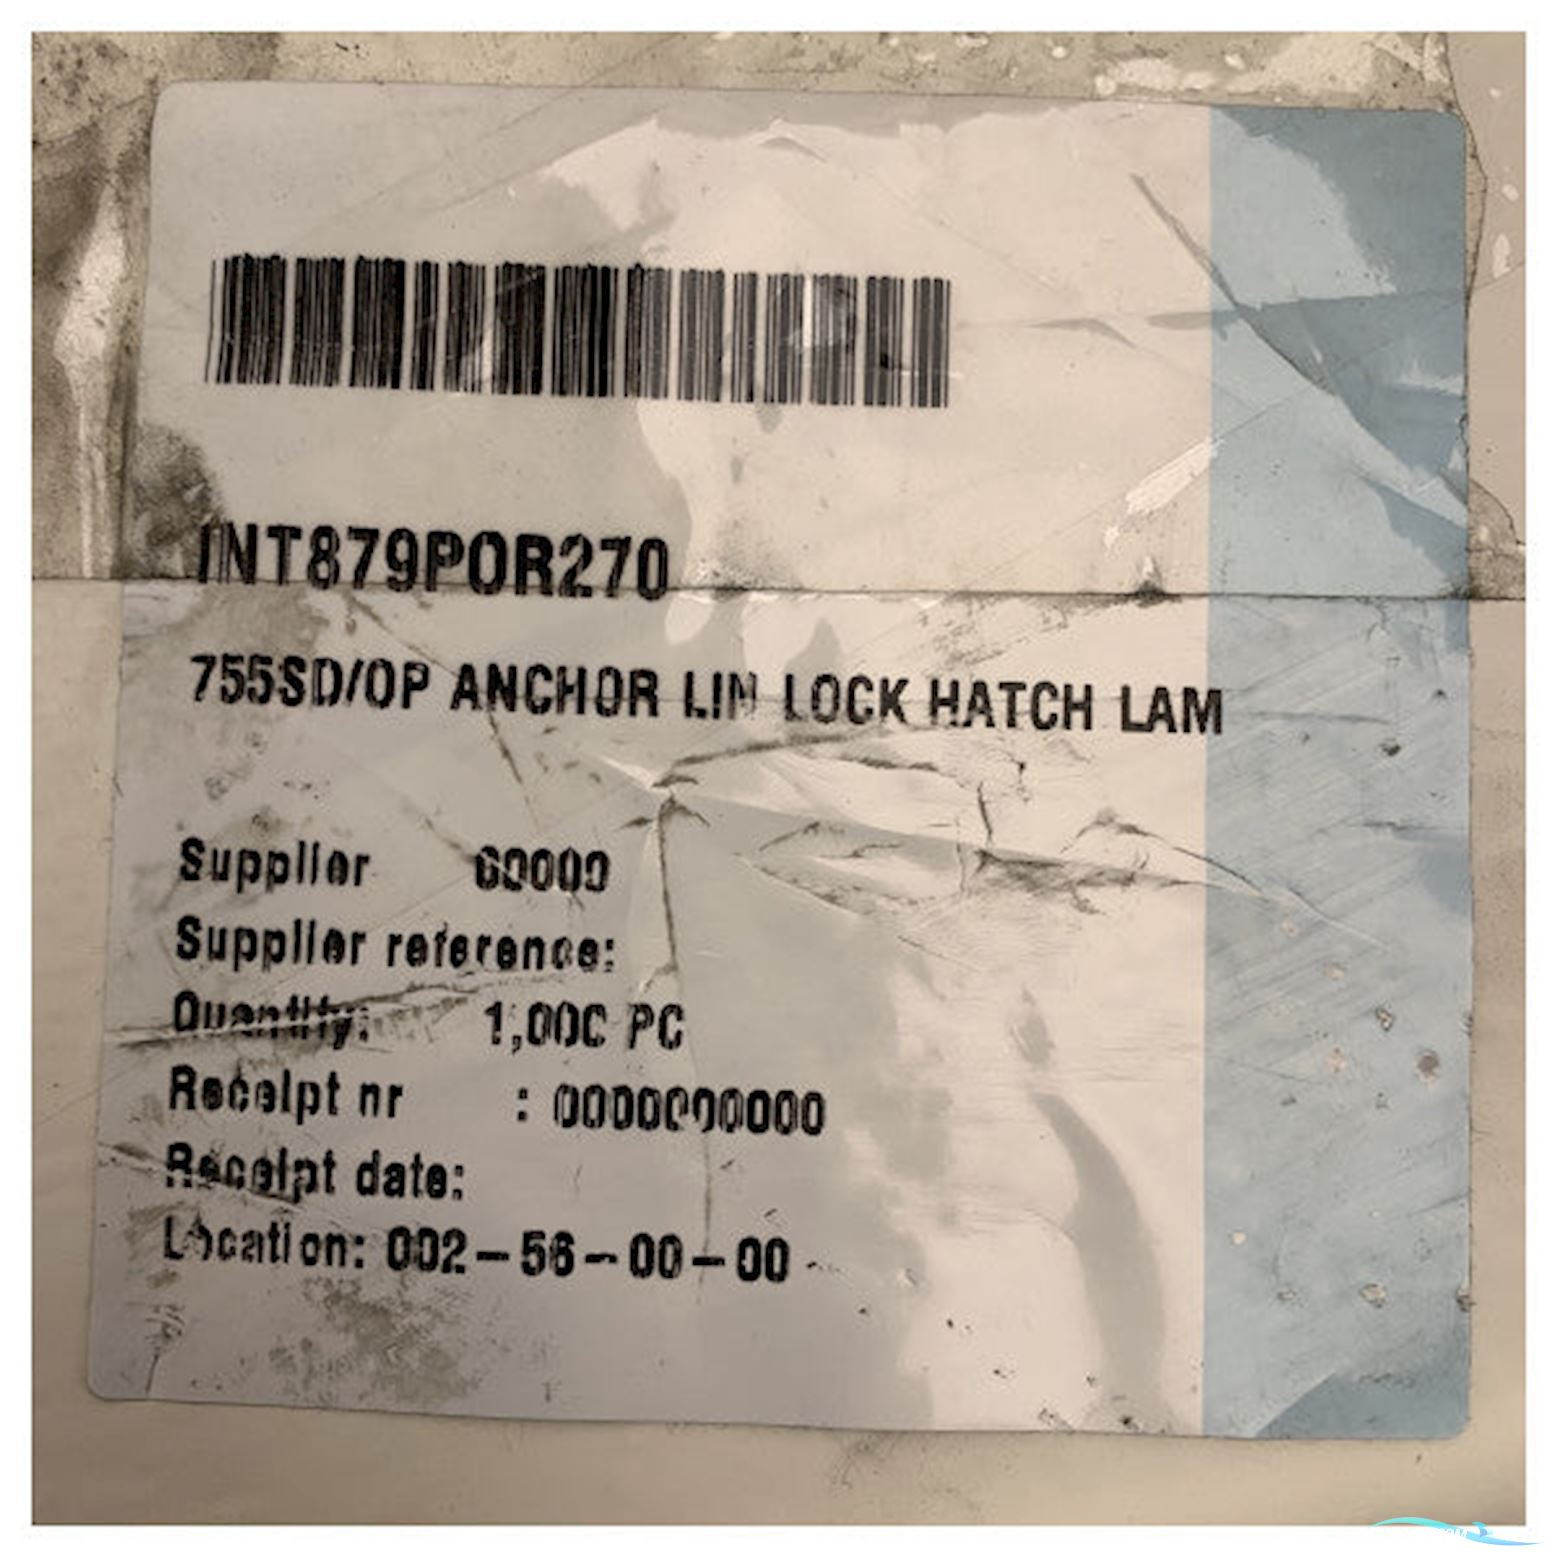 INT879POR270
755SD/OP ANCHOR LIN LOCK HATCH LAM
Supplier 60000
Supplier reference:
Quantity: 1,000 PC
Receipt nr : 0000000000
Receipt date:
Location: 002-56-00-00